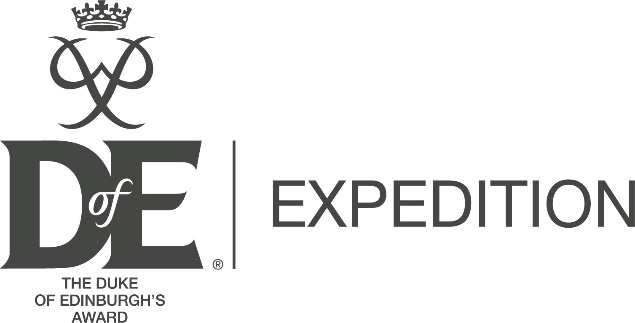 DofE®
EXPEDITION
THE DUKE
OF EDINBURGH'S
AWARD